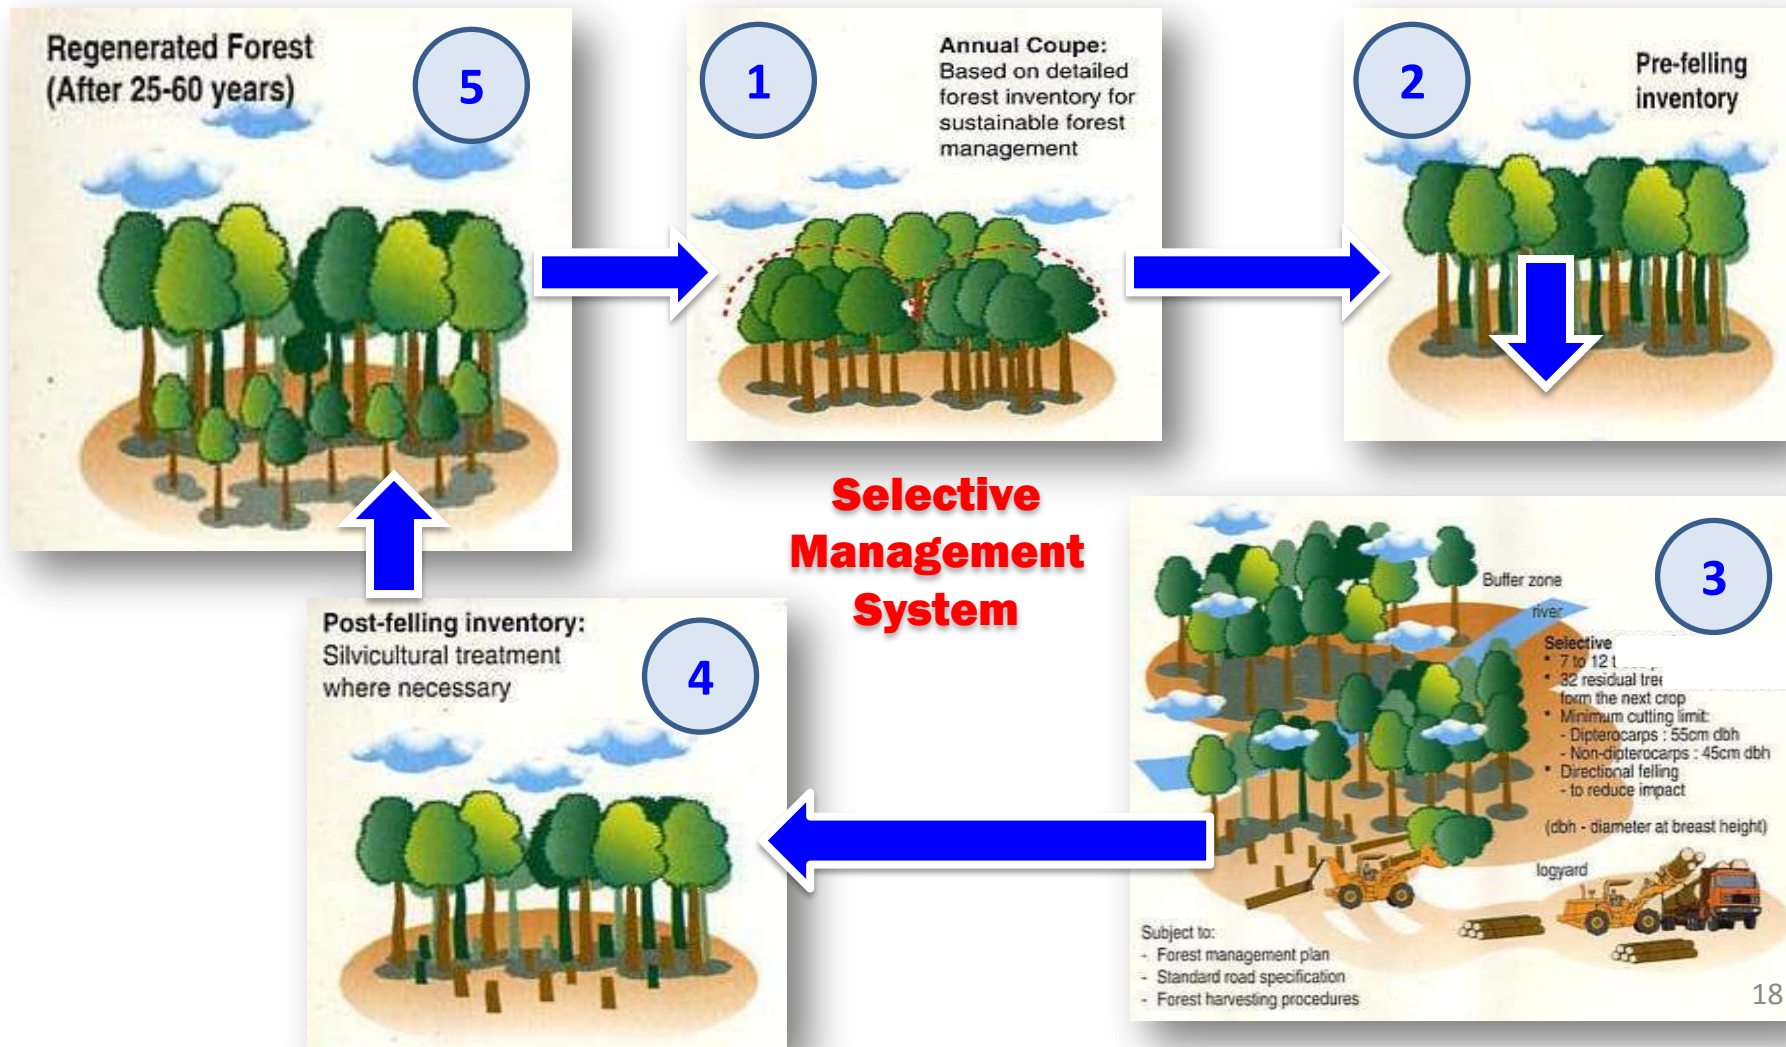 Regenerated Forest
(After 25-60 years)
5
1
Annual Coupe:
Based on detailed
forest inventory for
sustainable forest
management
2
Pre-felling
inventory
Selective
Management
System
3
Buffer zone
river
Selective
• 7 to 12
• 32 residual
form the next crop
• Minimum cutting limit:
- Dipterocarps : 55cm dbh
- Non-dipterocarps : 45cm dbh
• Directional felling
- to reduce impact
(dbh - diameter at breast height)
logyard
Subject to:
- Forest management plan
- Standard road specification
- Forest harvesting procedures
4
Post-felling inventory:
Silvicultural treatment
where necessary
18